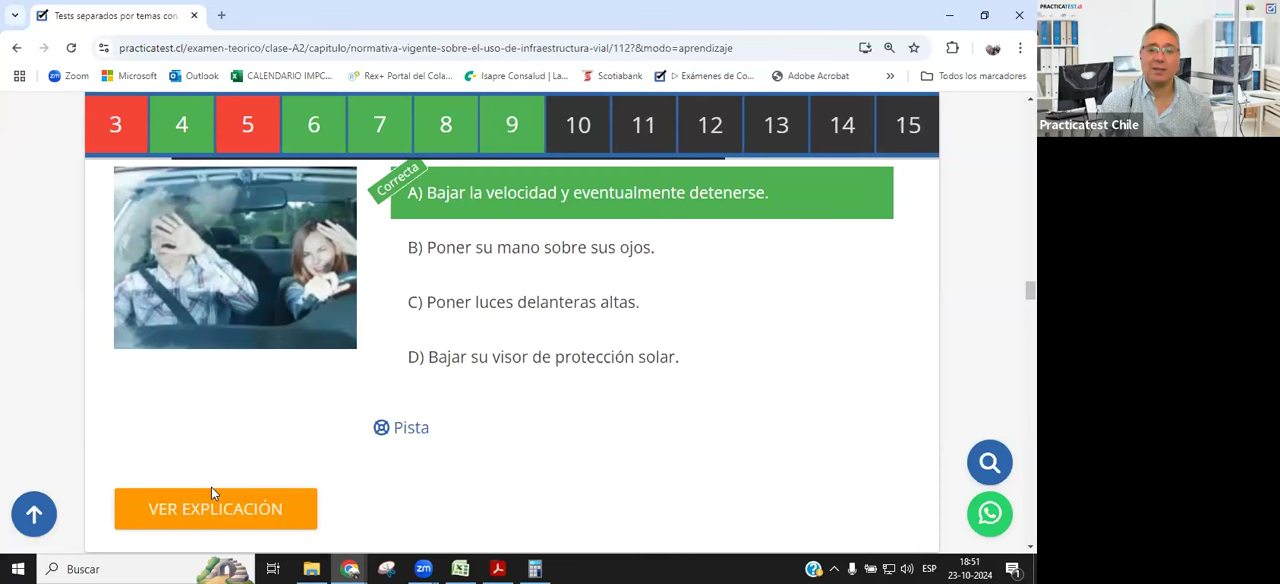 Tests separados por temas con
practicatest.cl/examen-teorico/clase-A2/capitulo/normativa-vigente-sobre-el-uso-de-infraestructura-vial/112?&modo=aprendizaje
Zoom
Microsoft
Outlook
CALENDARIO IMPC...
Rex+ Portal del Cola...
Isapre Consalud | La...
Scotiabank
▷ Exámenes de Co...
Adobe Acrobat
»
Todos los marcadores
PRACTICATEST.cl
Practicatest Chile
3 4 5 6 7 8 9 10 11 12 13 14 15
Correcta
A) Bajar la velocidad y eventualmente detenerse.
B) Poner su mano sobre sus ojos.
C) Poner luces delanteras altas.
D) Bajar su visor de protección solar.
Pista
VER EXPLICACIÓN
Buscar
zm
ESP
18:51
23-10-2024
1